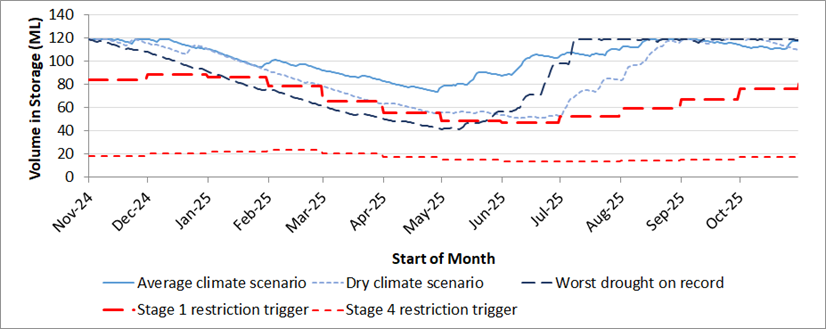 Volume in Storage (ML)
140
120
100
80
60
40
20
0
Nov-24
Dec-24
Jan-25
Feb-25
Mar-25
Apr-25
May-25
Jun-25
Jul-25
Aug-25
Sep-25
Oct-25
Start of Month
Average climate scenario Dry climate scenario Worst drought on record
Stage 1 restriction trigger Stage 4 restriction trigger